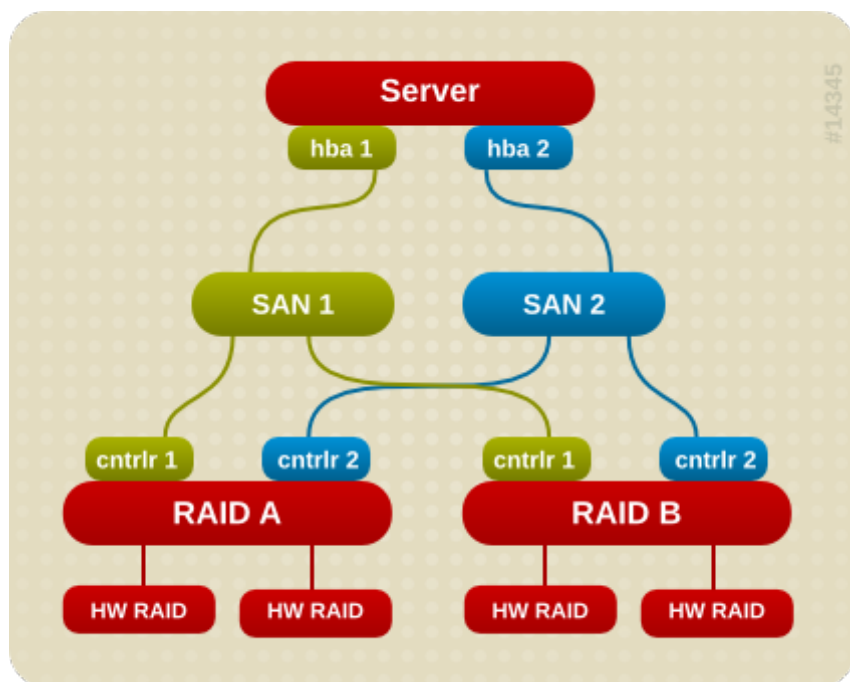 #14345
Server
hba 1
hba 2
SAN 1
SAN 2
cntrlr 1
cntrlr 2
cntrlr 1
cntrlr 2
RAID A
RAID B
HW RAID
HW RAID
HW RAID
HW RAID